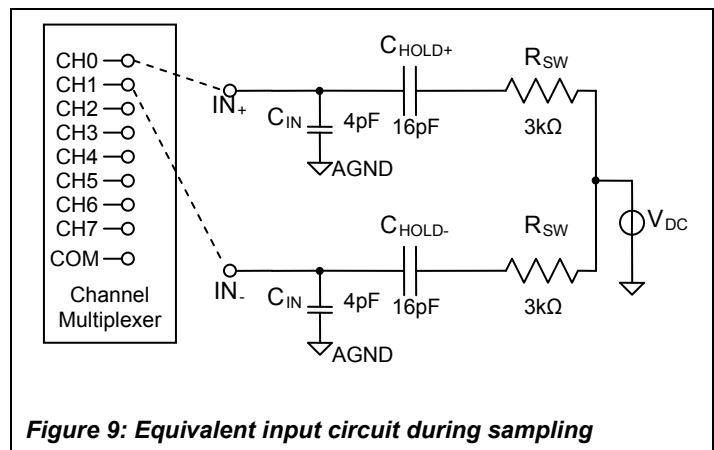 CH0
CH1
CH2
CH3
CH4
CH5
CH6
CH7
COM
Channel
Multiplexer
IN+
CIN
4pF
AGND
CHOLD+
16pF
RSW
3kΩ
IN-
CIN
4pF
AGND
CHOLD-
16pF
RSW
3kΩ
VDC
Figure 9: Equivalent input circuit during sampling